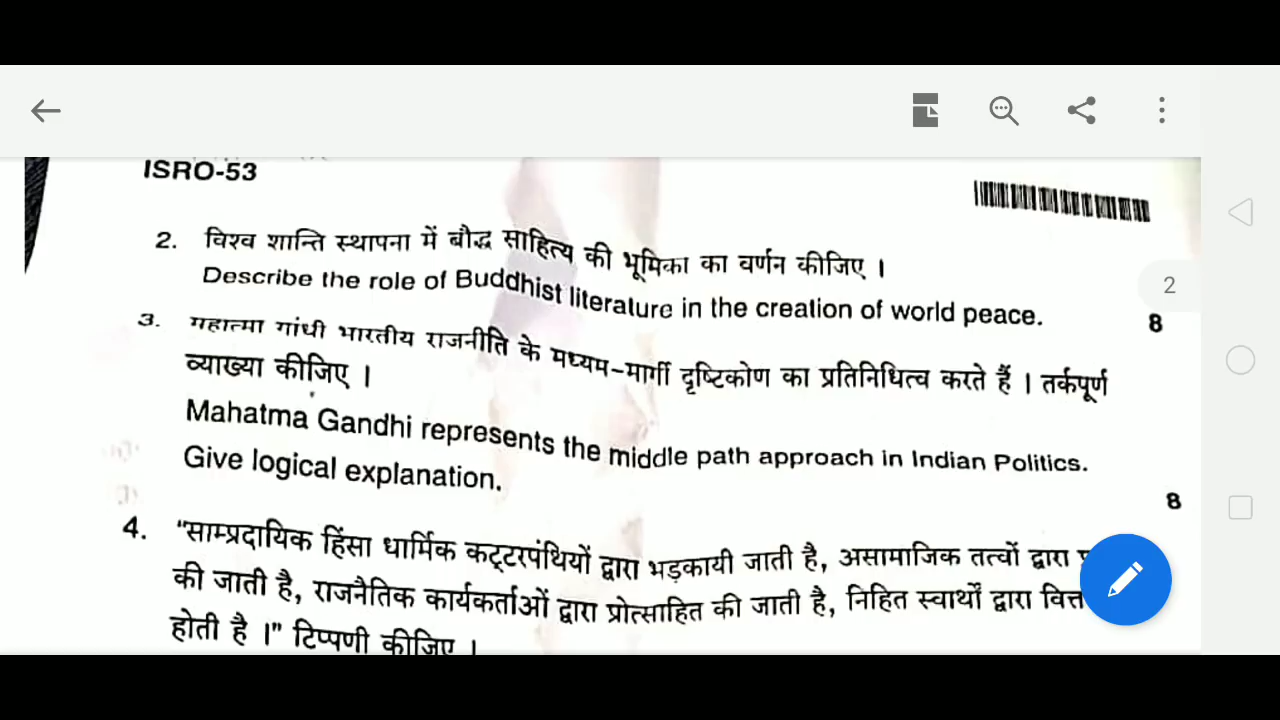 ISRO-53
2. विश्व शान्ति स्थापना में बौद्ध साहित्य की भूमिका का वर्णन कीजिए ।
Describe the role of Buddhist literature in the creation of world peace.
8
2
3. महात्मा गांधी भारतीय राजनीति के मध्यम-मार्गी दृष्टिकोण का प्रतिनिधित्व करते हैं । तर्कपूर्ण
व्याख्या कीजिए ।
Mahatma Gandhi represents the middle path approach in Indian Politics.
Give logical explanation.
8
4. "साम्प्रदायिक हिंसा धार्मिक कट्टरपंथियों द्वारा भड़कायी जाती है, असामाजिक तत्वों द्वारा
की जाती है, राजनैतिक कार्यकर्ताओं द्वारा प्रोत्साहित की जाती है, निहित स्वार्थों द्वारा वित्त
होती है ।" टिप्पणी कीजिए ।